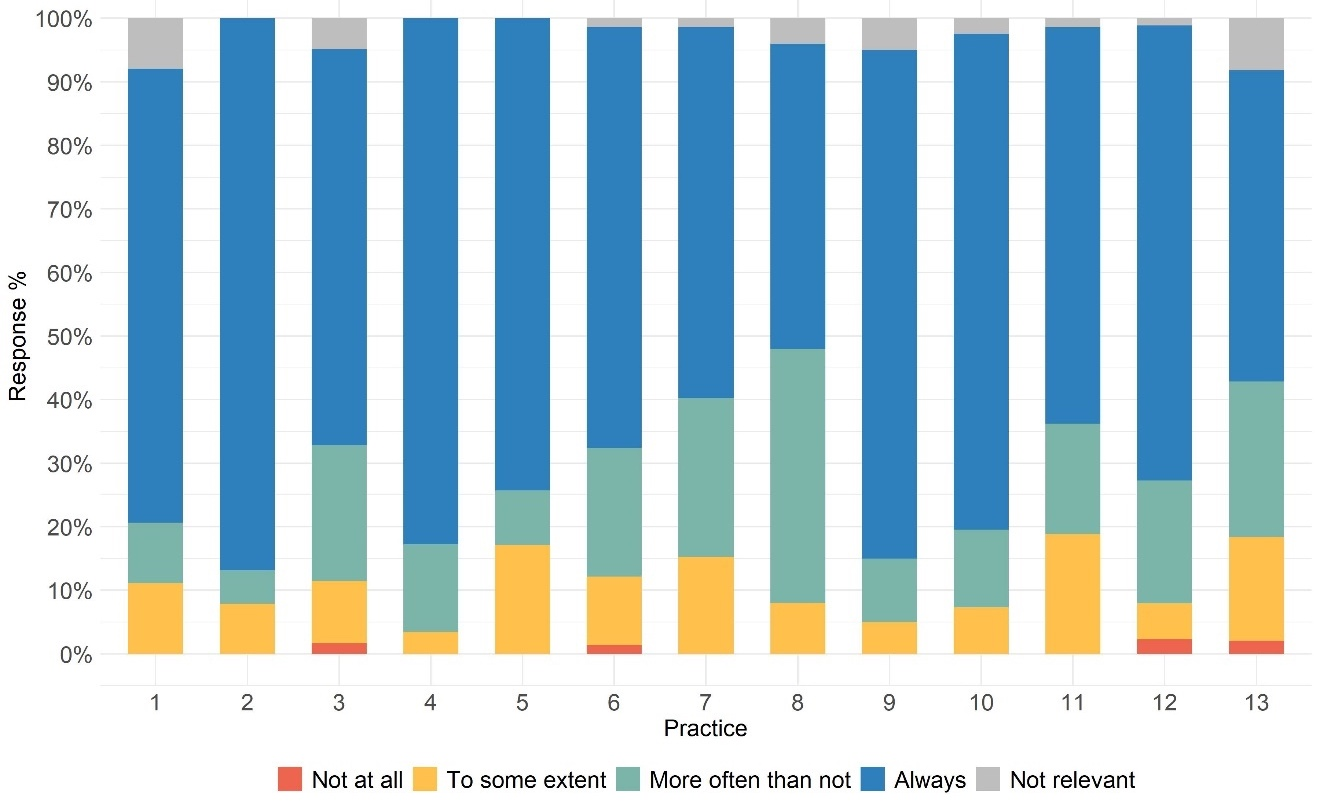 Response %
100%
90%
80%
70%
60%
50%
40%
30%
20%
10%
0%
1 2 3 4 5 6 7 8 9 10 11 12 13
Practice
Not at all To some extent More often than not Always Not relevant